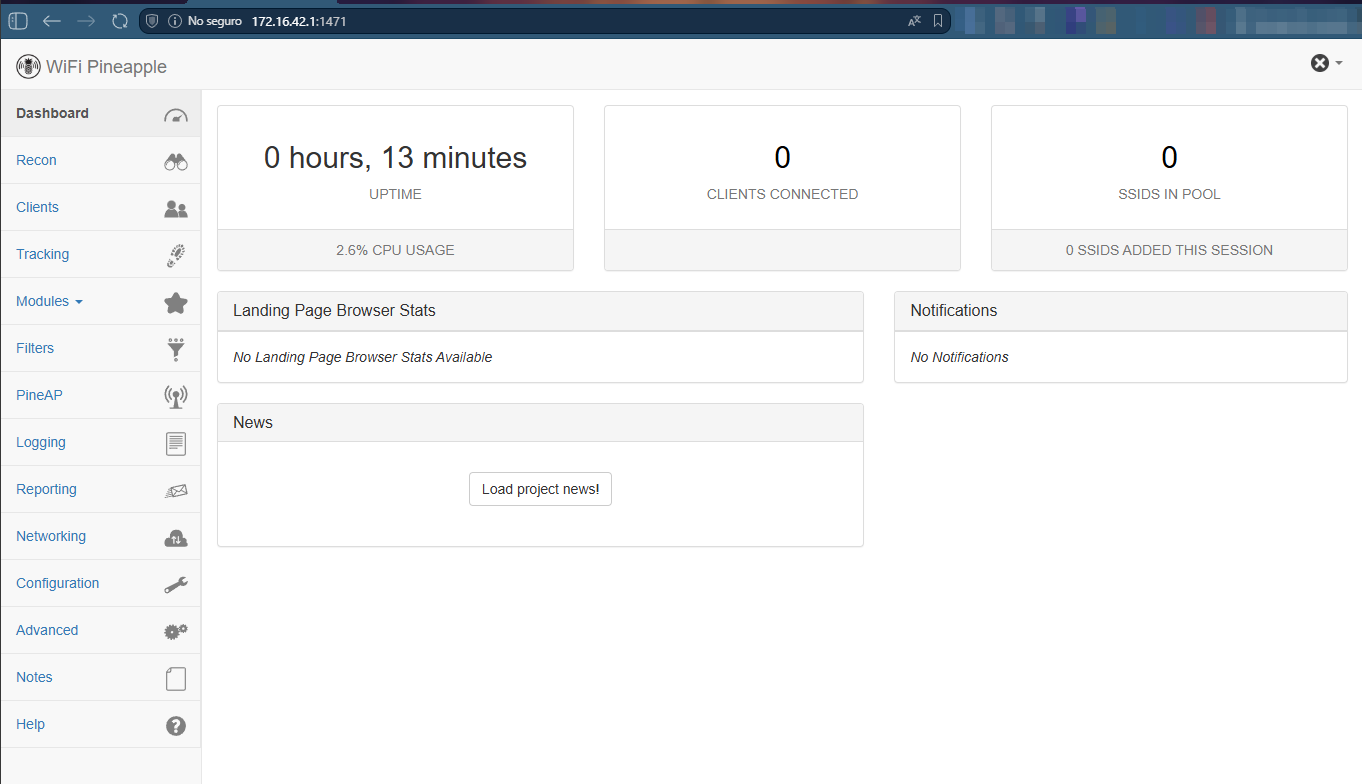 No seguro 172.16.42.1:1471
WiFi Pineapple
Dashboard
Recon
Clients
Tracking
Modules
Filters
PineAP
Logging
Reporting
Networking
Configuration
Advanced
Notes
Help
0 hours, 13 minutes
UPTIME
2.6% CPU USAGE
0
CLIENTS CONNECTED
0
SSIDS IN POOL
0 SSIDS ADDED THIS SESSION
Landing Page Browser Stats
No Landing Page Browser Stats Available
Notifications
No Notifications
News
Load project news!